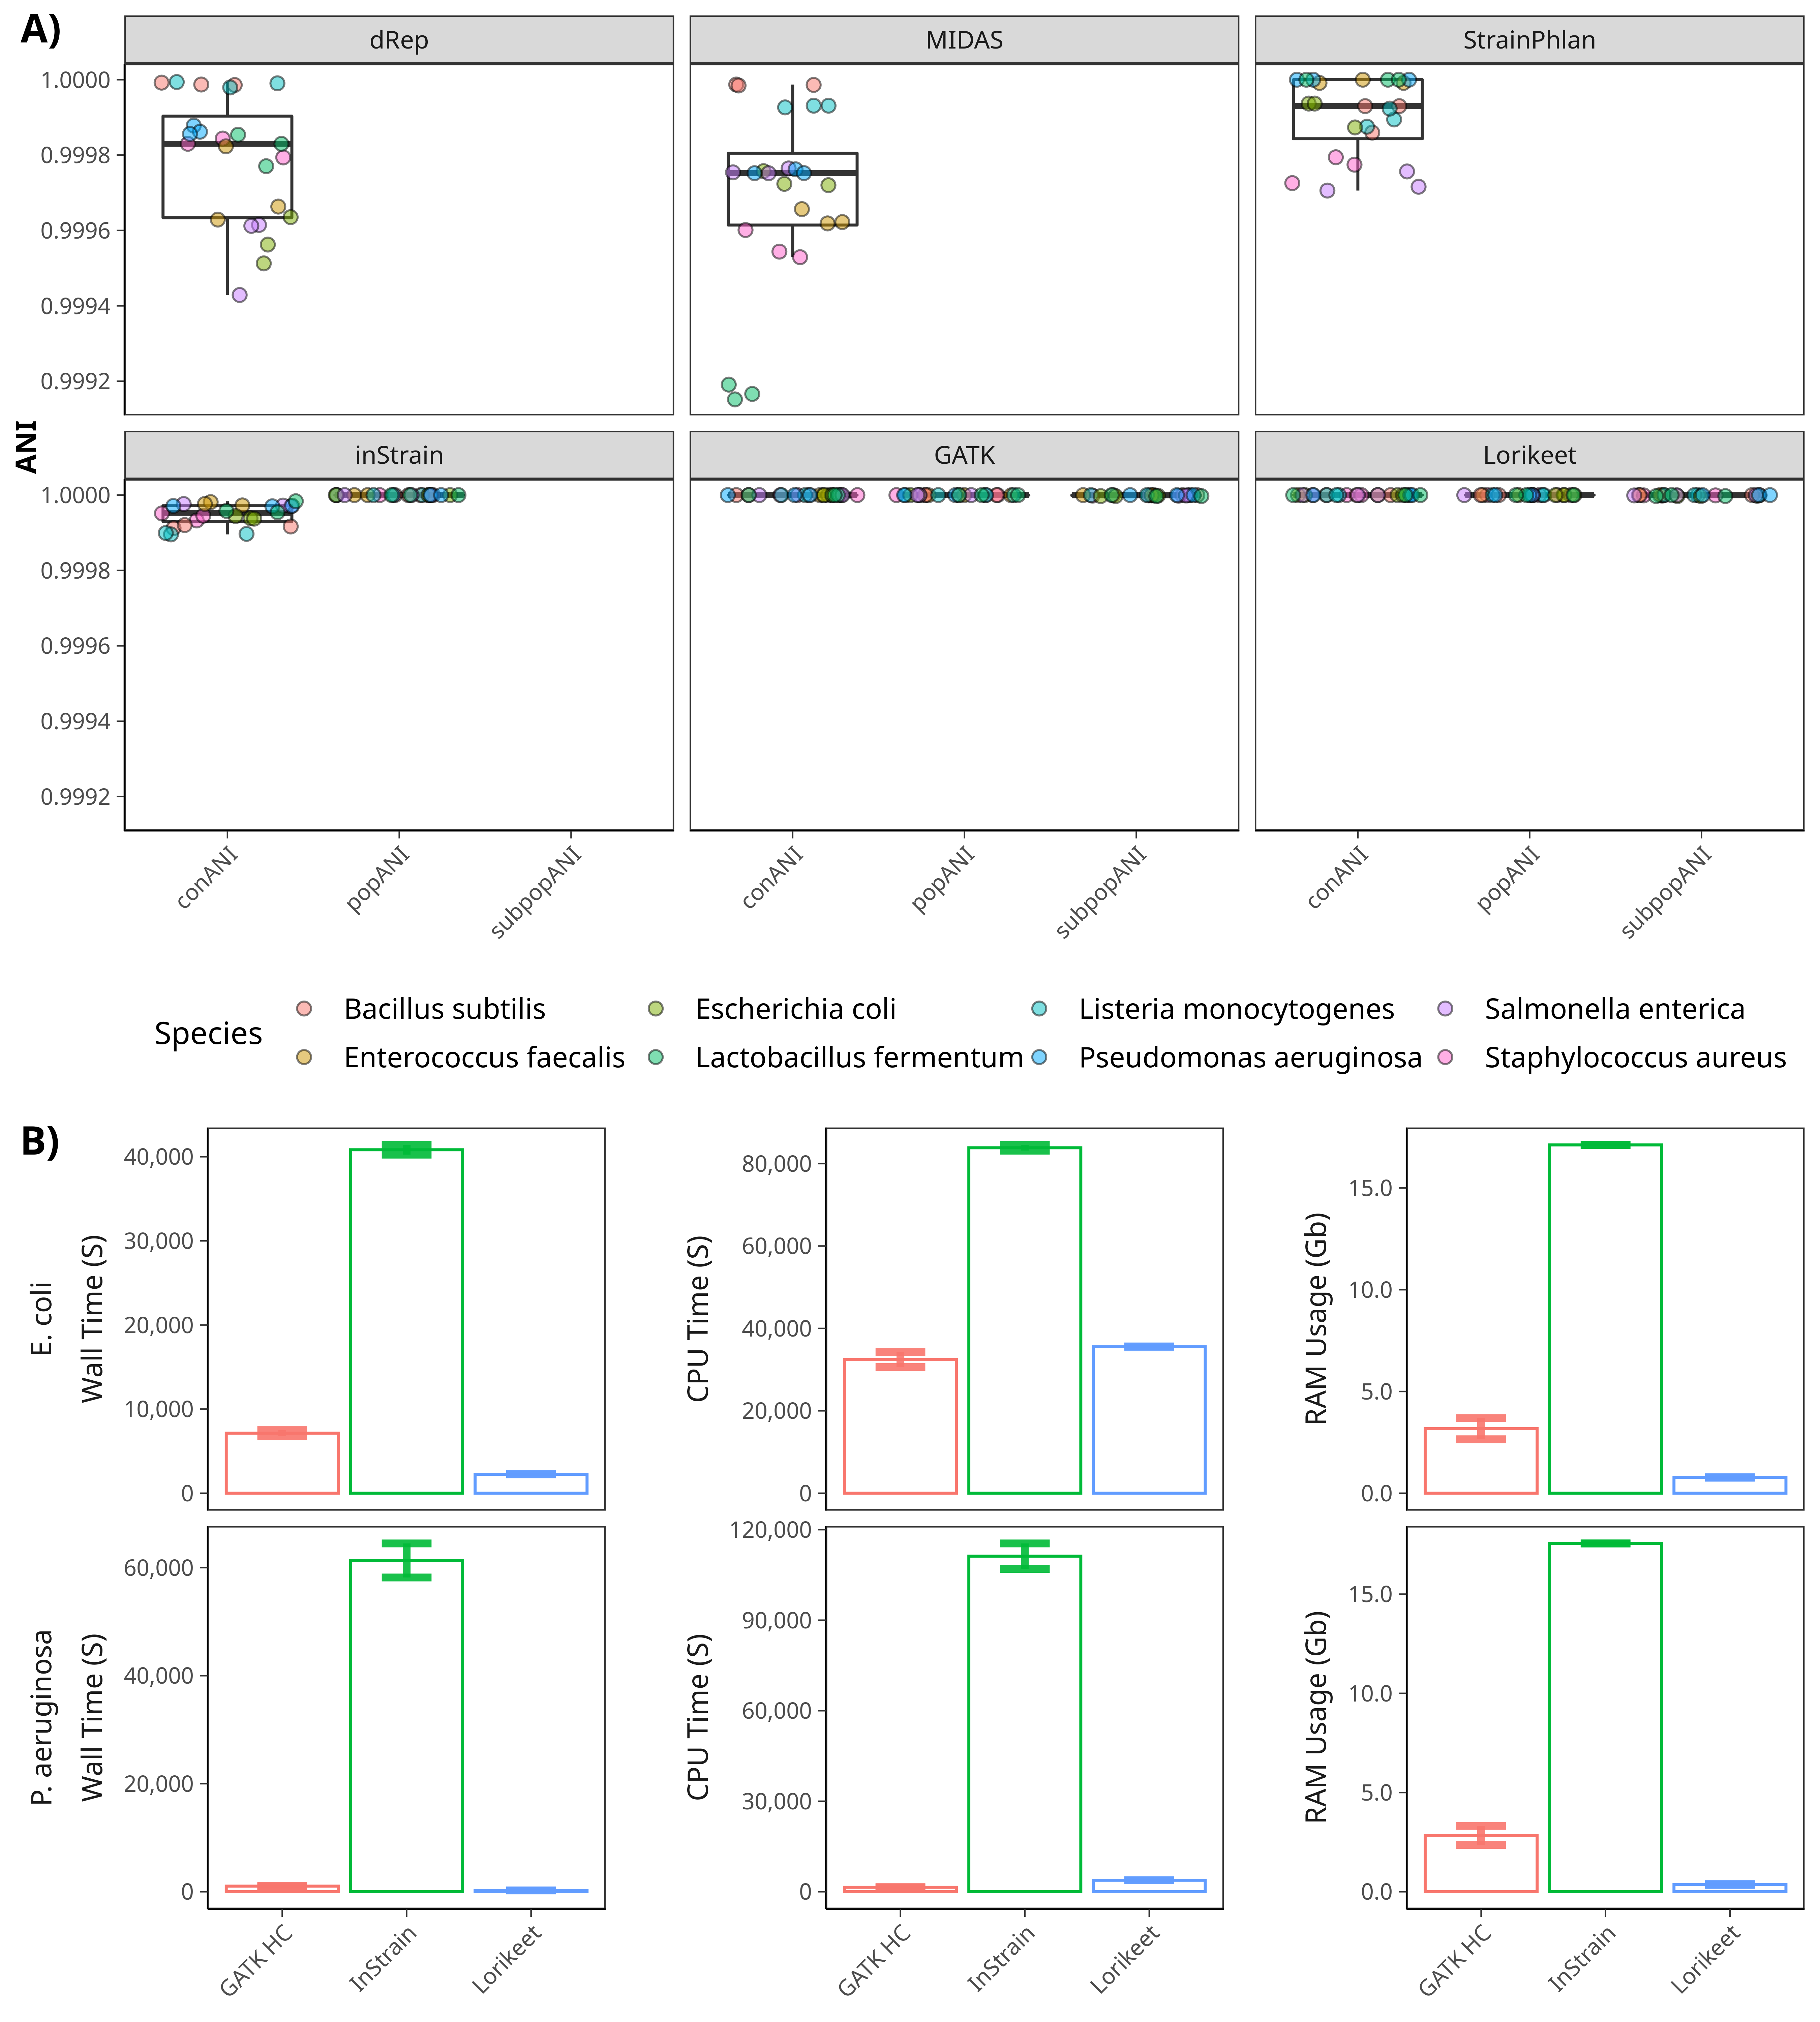 A)
dRep
MIDAS
StrainPhlan
1.0000
0.9998
0.9996
0.9994
0.9992
ANI
inStrain
GATK
Lorikeet
1.0000
0.9998
0.9996
0.9994
0.9992
conANI
popANI
subpopANI
conANI
popANI
subpopANI
conANI
popANI
subpopANI
Species
Bacillus subtilis
Escherichia coli
Listeria monocytogenes
Salmonella enterica
Enterococcus faecalis
Lactobacillus fermentum
Pseudomonas aeruginosa
Staphylococcus aureus
B)
E. coli
Wall Time (S)
40,000
30,000
20,000
10,000
0
CPU Time (S)
80,000
60,000
40,000
20,000
0
RAM Usage (Gb)
15.0
10.0
5.0
0.0
P. aeruginosa
Wall Time (S)
60,000
40,000
20,000
0
CPU Time (S)
120,000
90,000
60,000
30,000
0
RAM Usage (Gb)
15.0
10.0
5.0
0.0
GATK HC
InStrain
Lorikeet
GATK HC
InStrain
Lorikeet
GATK HC
InStrain
Lorikeet